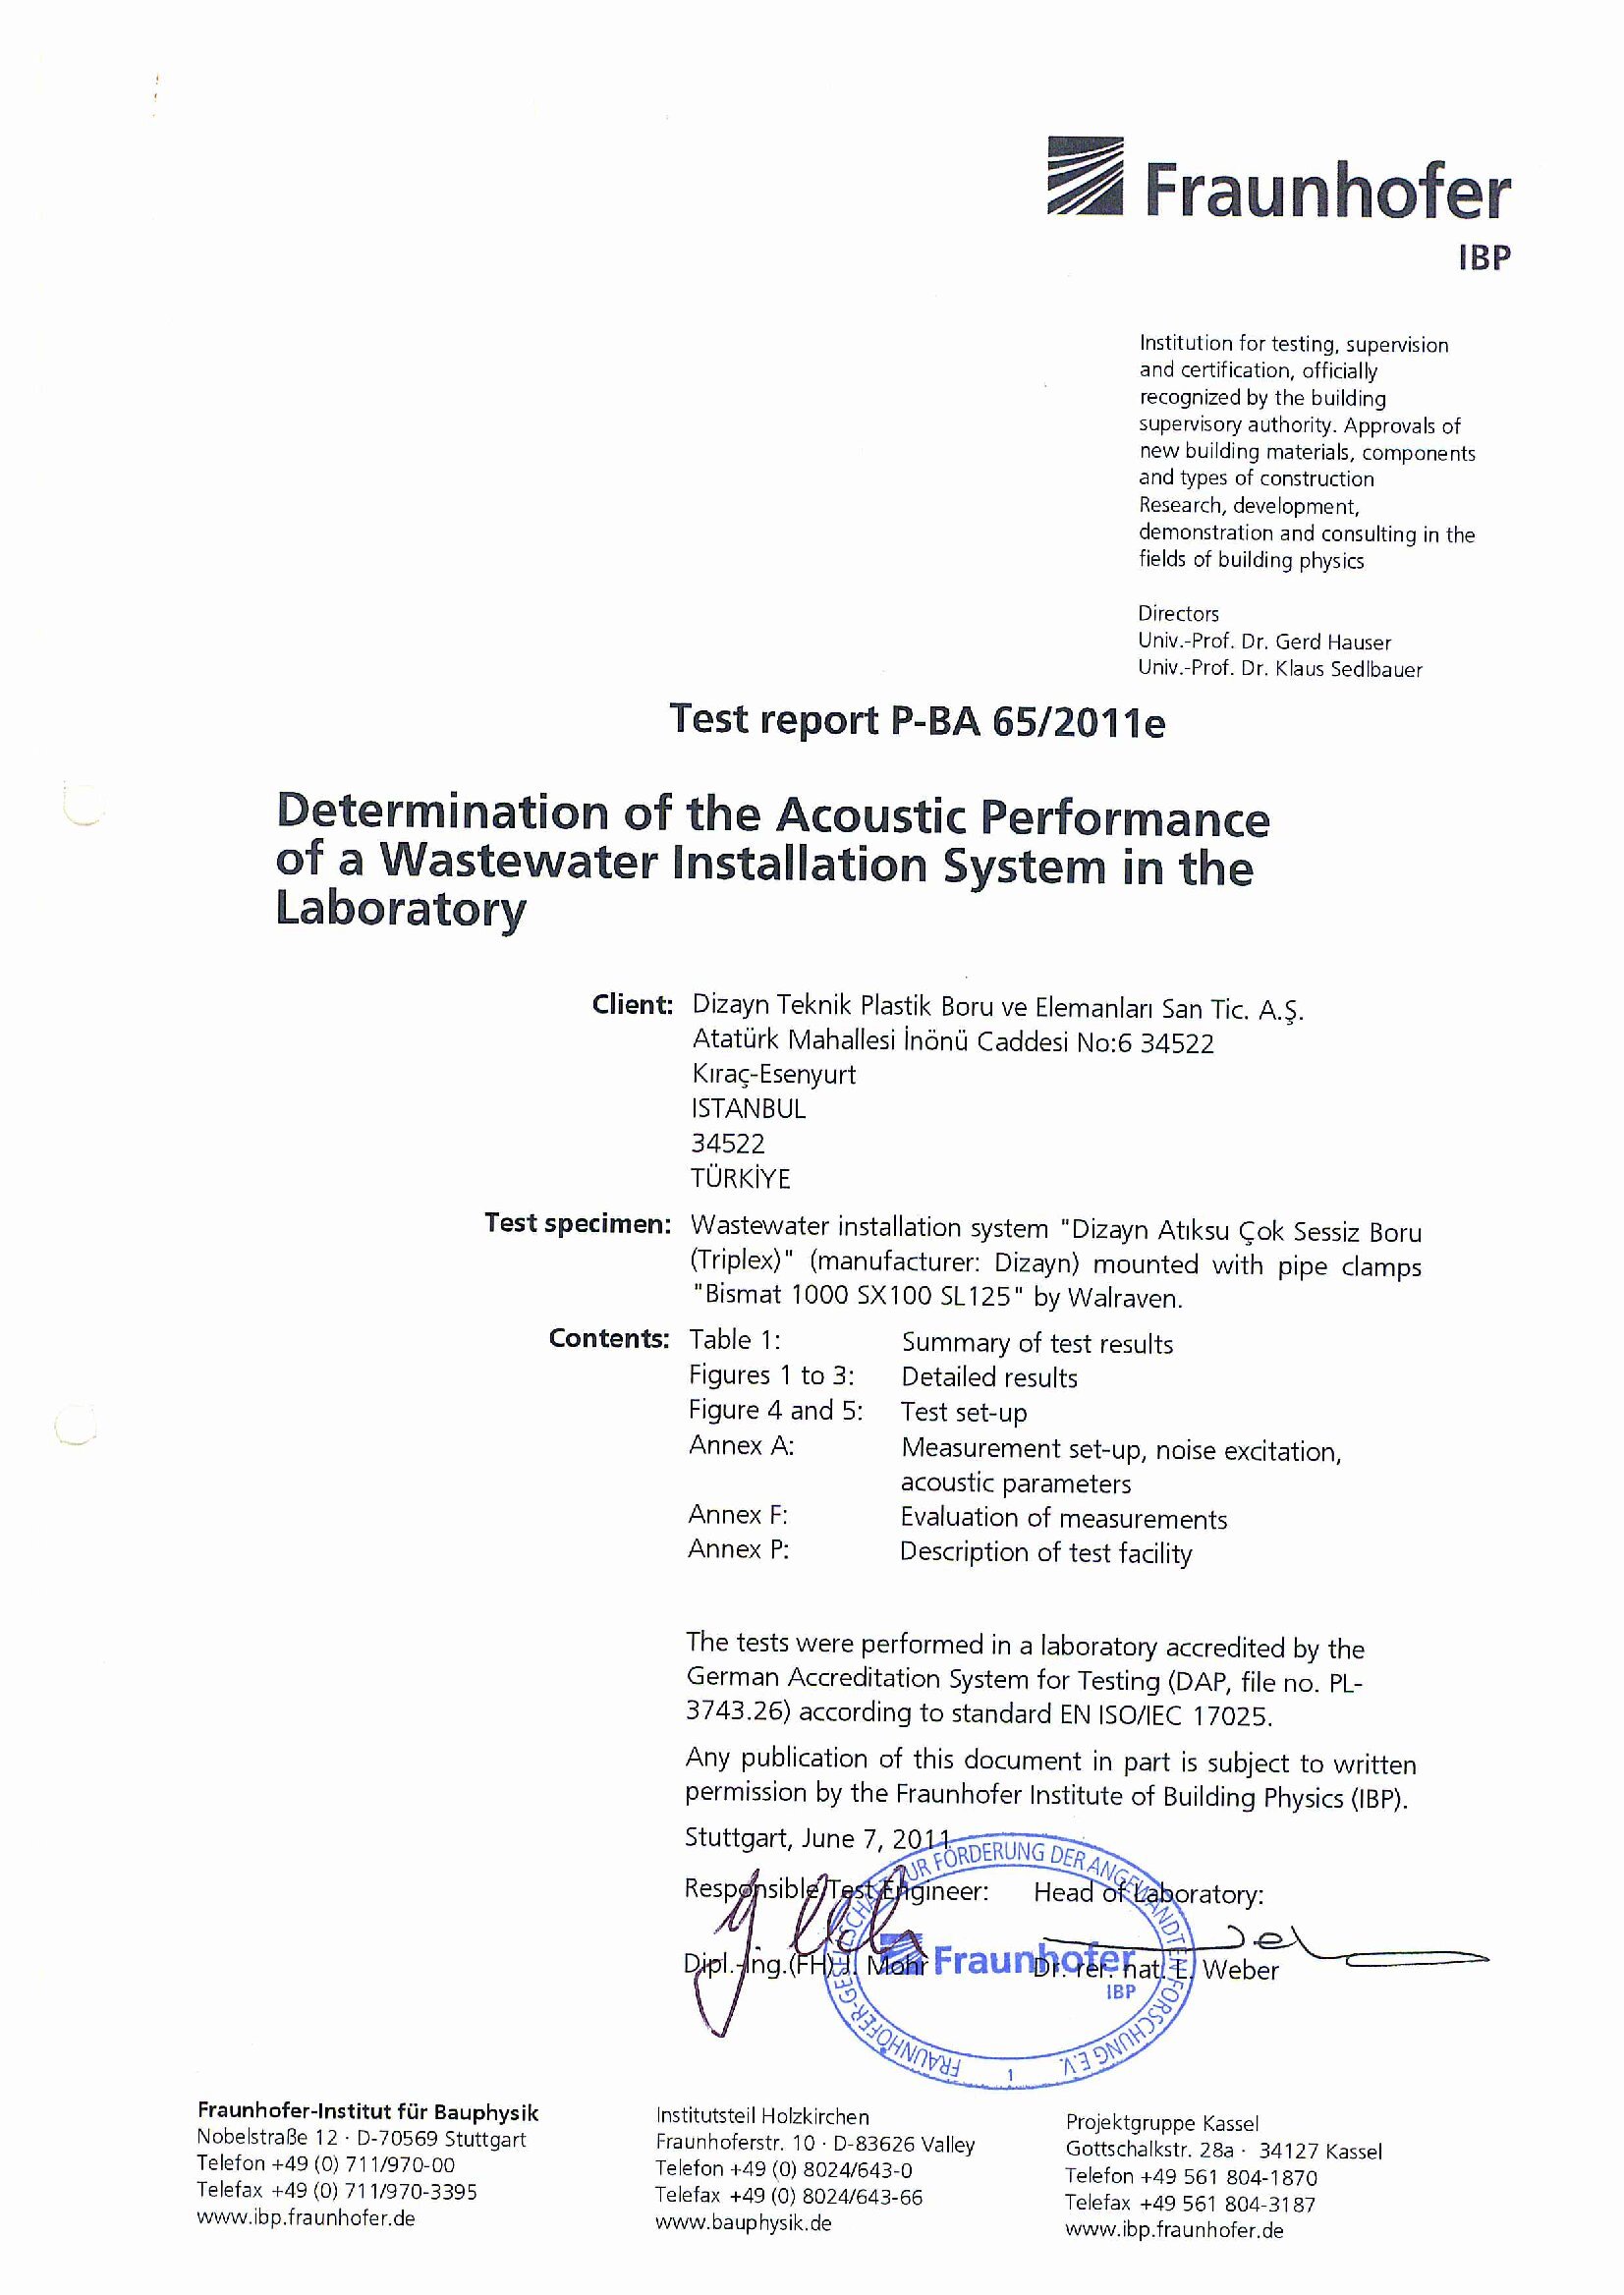 Fraunhofer
IBP
Institution for testing, supervision
and certification, officially
recognized by the building
supervisory authority. Approvals of
new building materials, components
and types of construction
Research, development,
demonstration and consulting in the
fields of building physics
Directors
Univ.-Prof. Dr. Gerd Hauser
Univ.-Prof. Dr. Klaus Sedlbauer
Test report P-BA 65/2011e
Determination of the Acoustic Performance
of a Wastewater Installation System in the
Laboratory
Client: Dizayn Teknik Plastik Boru ve Elemanları San Tic. A.Ş.
Atatürk Mahallesi İnönü Caddesi No:6 34522
Kıraç-Esenyurt
ISTANBUL
34522
TÜRKİYE
Test specimen: Wastewater installation system "Dizayn Atıksu Çok Sessiz Boru
(Triplex)" (manufacturer: Dizayn) mounted with pipe clamps
"Bismat 1000 SX100 SL125" by Walraven.
Contents: Table 1: Summary of test results
Figures 1 to 3: Detailed results
Figure 4 and 5: Test set-up
Annex A: Measurement set-up, noise excitation,
acoustic parameters
Annex F: Evaluation of measurements
Annex P: Description of test facility
The tests were performed in a laboratory accredited by the
German Accreditation System for Testing (DAP, file no. PL-
3743.26) according to standard EN ISO/IEC 17025.
Any publication of this document in part is subject to written
permission by the Fraunhofer Institute of Building Physics (IBP).
Stuttgart, June 7, 2011
Responsible Test Engineer: Head of Laboratory:
Dipl.-Ing.(FH) J. Mohr Dr. rer. nat. L. Weber
FRAUNHOFER-GESELLSCHAFT ZUR FÖRDERUNG DER ANGEWANDTEN FORSCHUNG E.V.
Fraunhofer
IBP
1
Fraunhofer-Institut für Bauphysik
Nobelstraße 12 · D-70569 Stuttgart
Telefon +49 (0) 711/970-00
Telefax +49 (0) 711/970-3395
www.ibp.fraunhofer.de
Institutsteil Holzkirchen
Fraunhoferstr. 10 · D-83626 Valley
Telefon +49 (0) 8024/643-0
Telefax +49 (0) 8024/643-66
www.bauphysik.de
Projektgruppe Kassel
Gottschalkstr. 28a · 34127 Kassel
Telefon +49 561 804-1870
Telefax +49 561 804-3187
www.ibp.fraunhofer.de